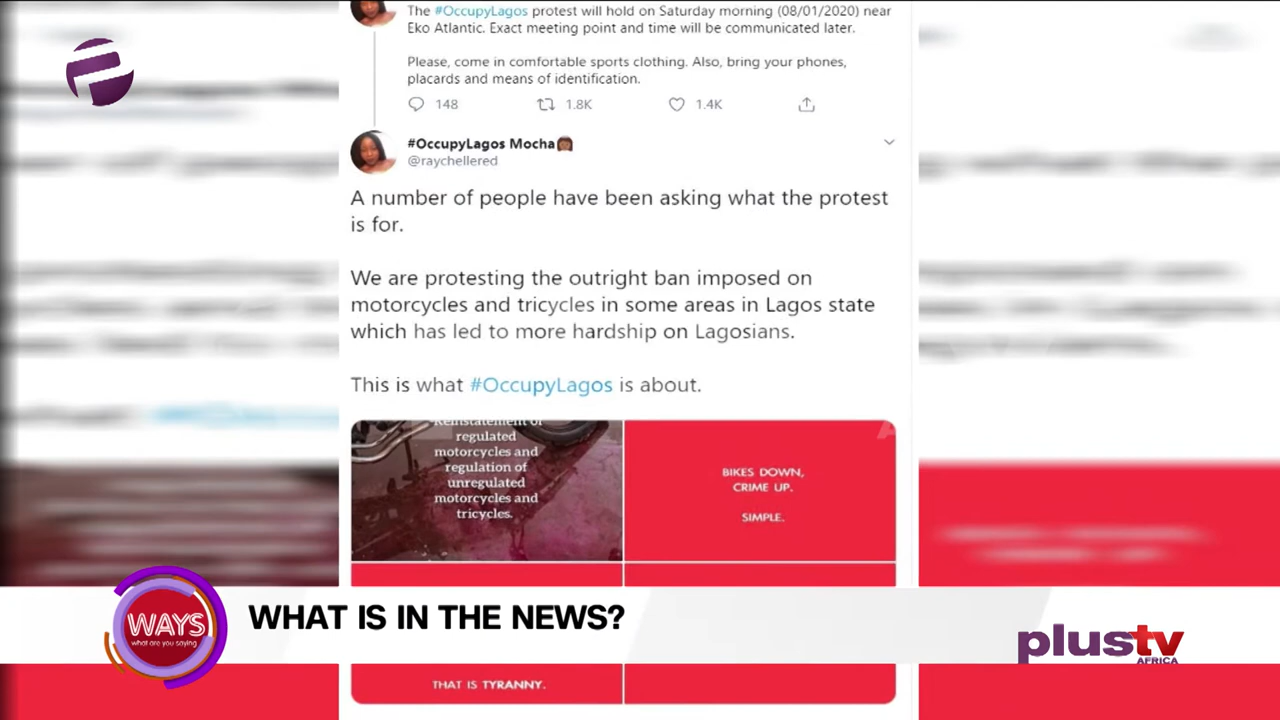 The #OccupyLagos protest will hold on Saturday morning (08/01/2020) near
Eko Atlantic. Exact meeting point and time will be communicated later.
Please, come in comfortable sports clothing. Also, bring your phones,
placards and means of identification.
148 1.8K 1.4K
#OccupyLagos Mocha
@raychellered
A number of people have been asking what the protest
is for.
We are protesting the outright ban imposed on
motorcycles and tricycles in some areas in Lagos state
which has led to more hardship on Lagosians.
This is what #OccupyLagos is about.
Reinstatement of
regulated
motorcycles and
regulation of
unregulated
motorcycles and
tricycles.
BIKES DOWN,
CRIME UP.
SIMPLE.
THAT IS TYRANNY.
WAYS
what are you saying
WHAT IS IN THE NEWS?
plustv
AFRICA